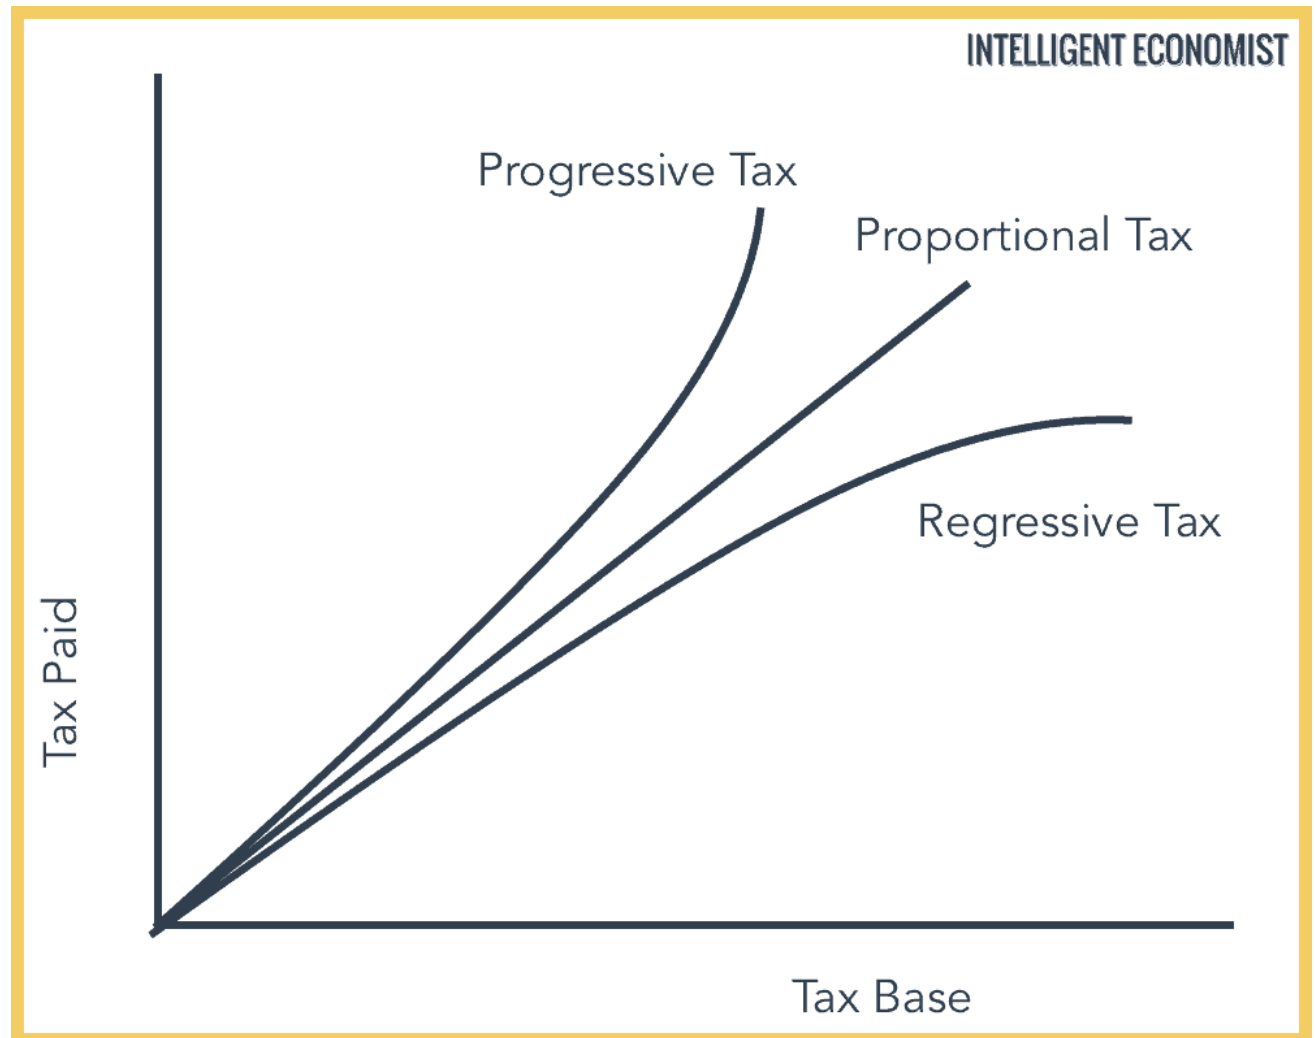 INTELLIGENT ECONOMIST
Progressive Tax
Proportional Tax
Regressive Tax
Tax Paid
Tax Base